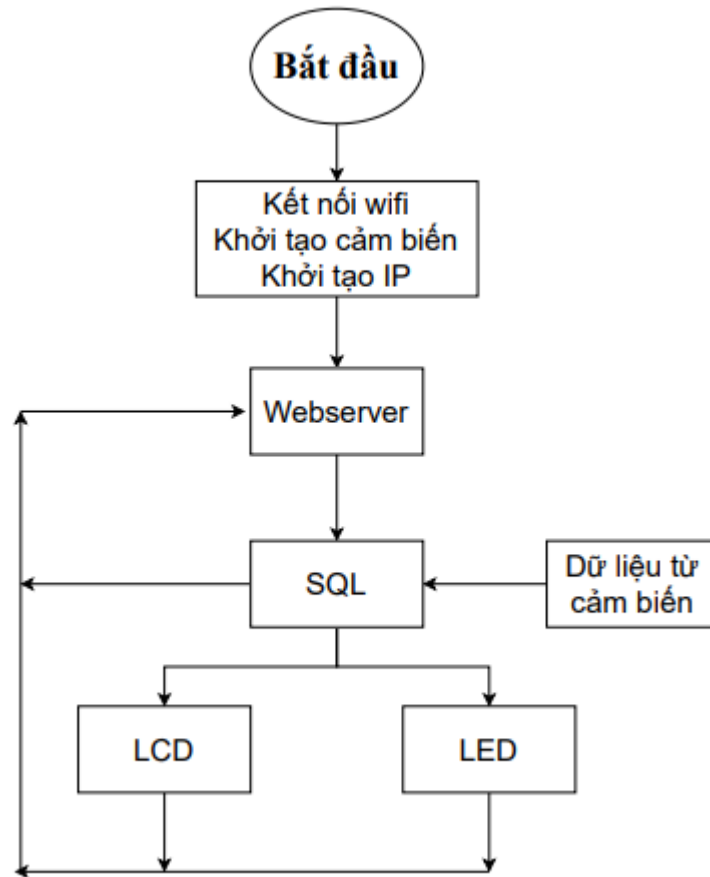 Bắt đầu
Kết nối wifi
Khởi tạo cảm biến
Khởi tạo IP
Webserver
SQL
Dữ liệu từ
cảm biến
LCD
LED